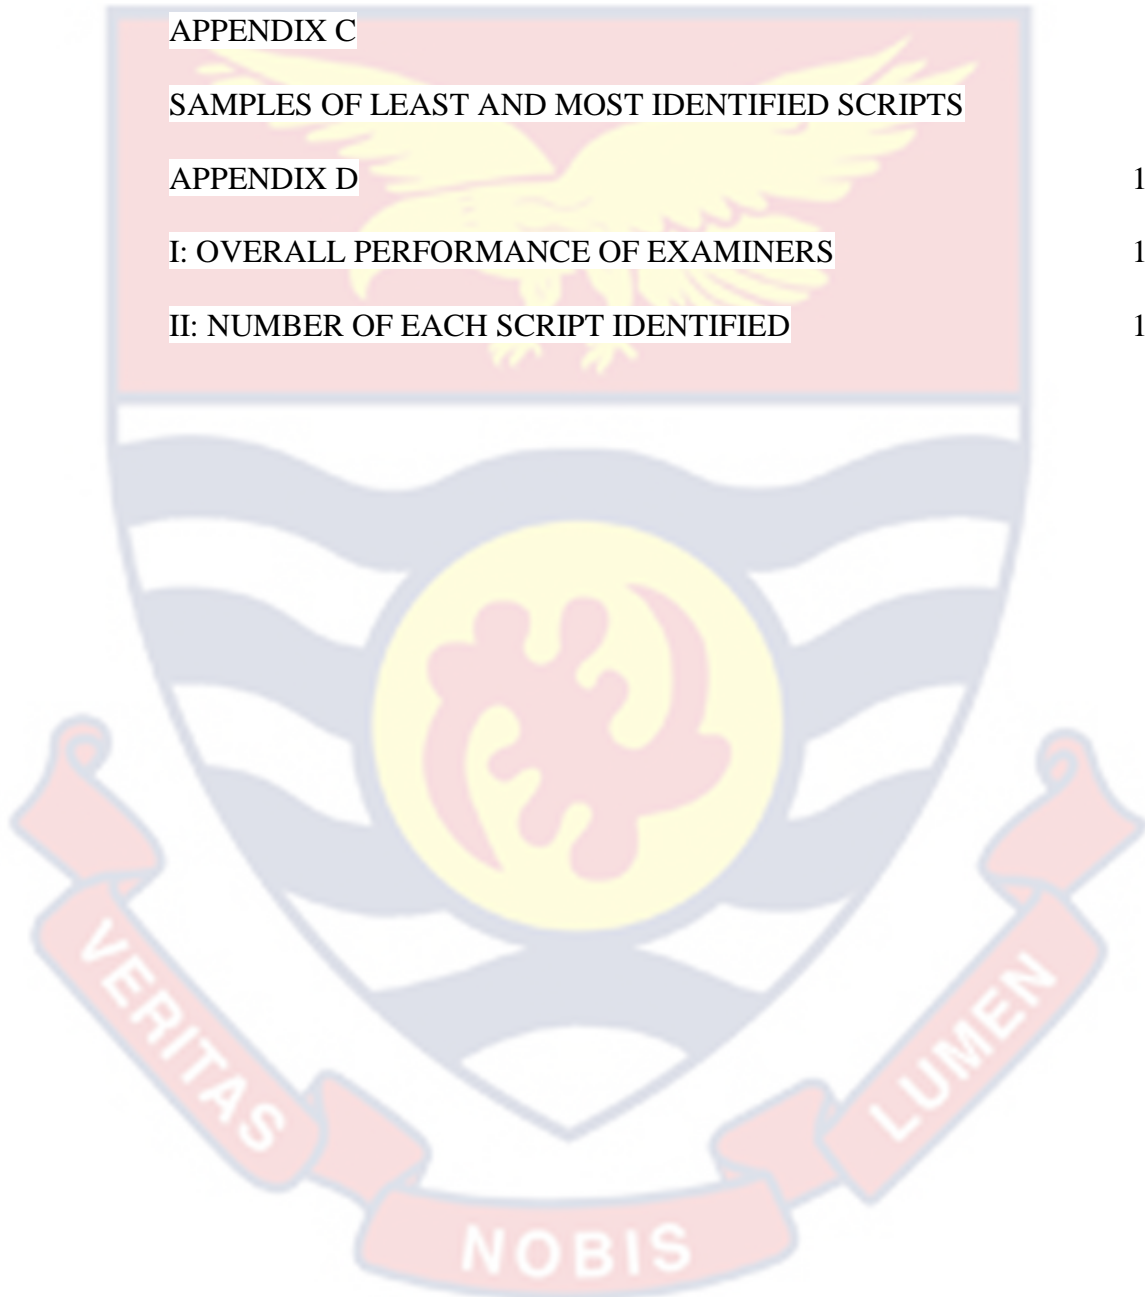 APPENDIX C
SAMPLES OF LEAST AND MOST IDENTIFIED SCRIPTS
APPENDIX D 1
I: OVERALL PERFORMANCE OF EXAMINERS 1
II: NUMBER OF EACH SCRIPT IDENTIFIED 1
VERITAS
NOBIS
LUMEN